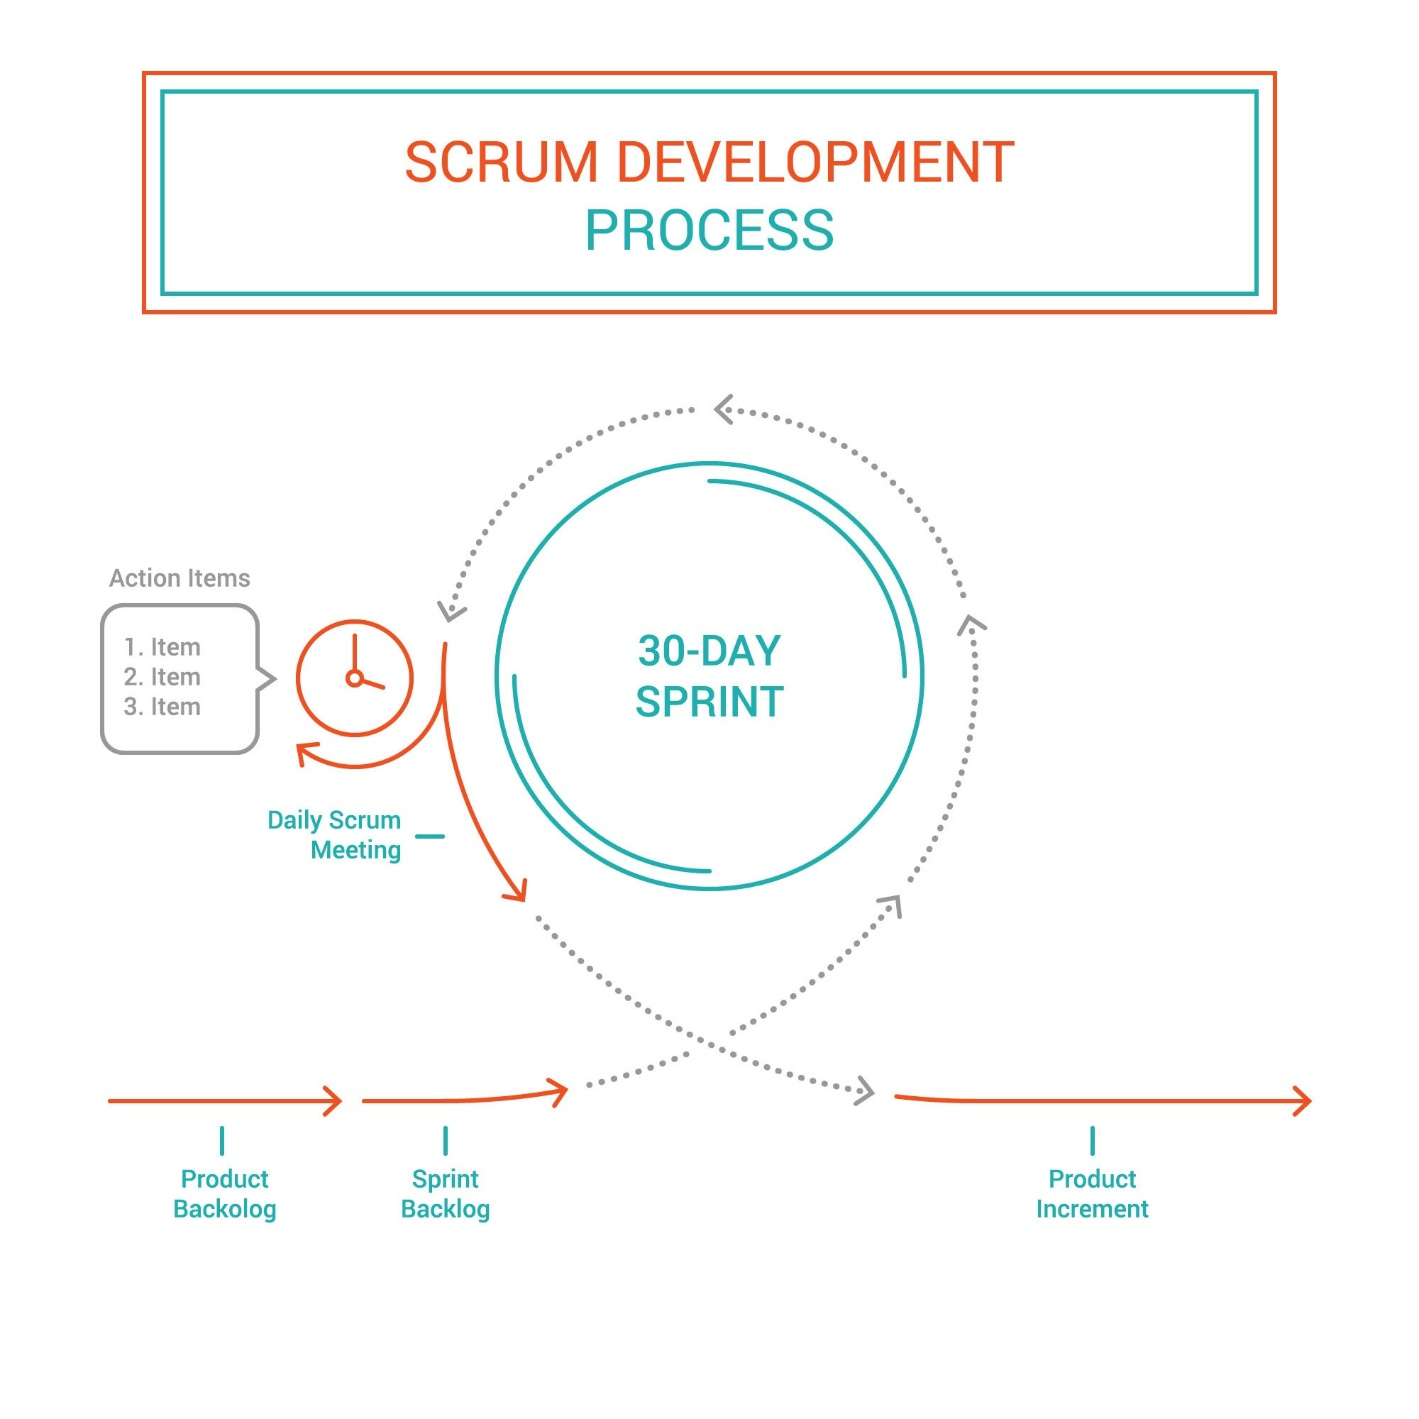 SCRUM DEVELOPMENT
PROCESS
30-DAY
SPRINT
Action Items
1. Item
2. Item
3. Item
Daily Scrum
Meeting
Product
Backolog
Sprint
Backlog
Product
Increment